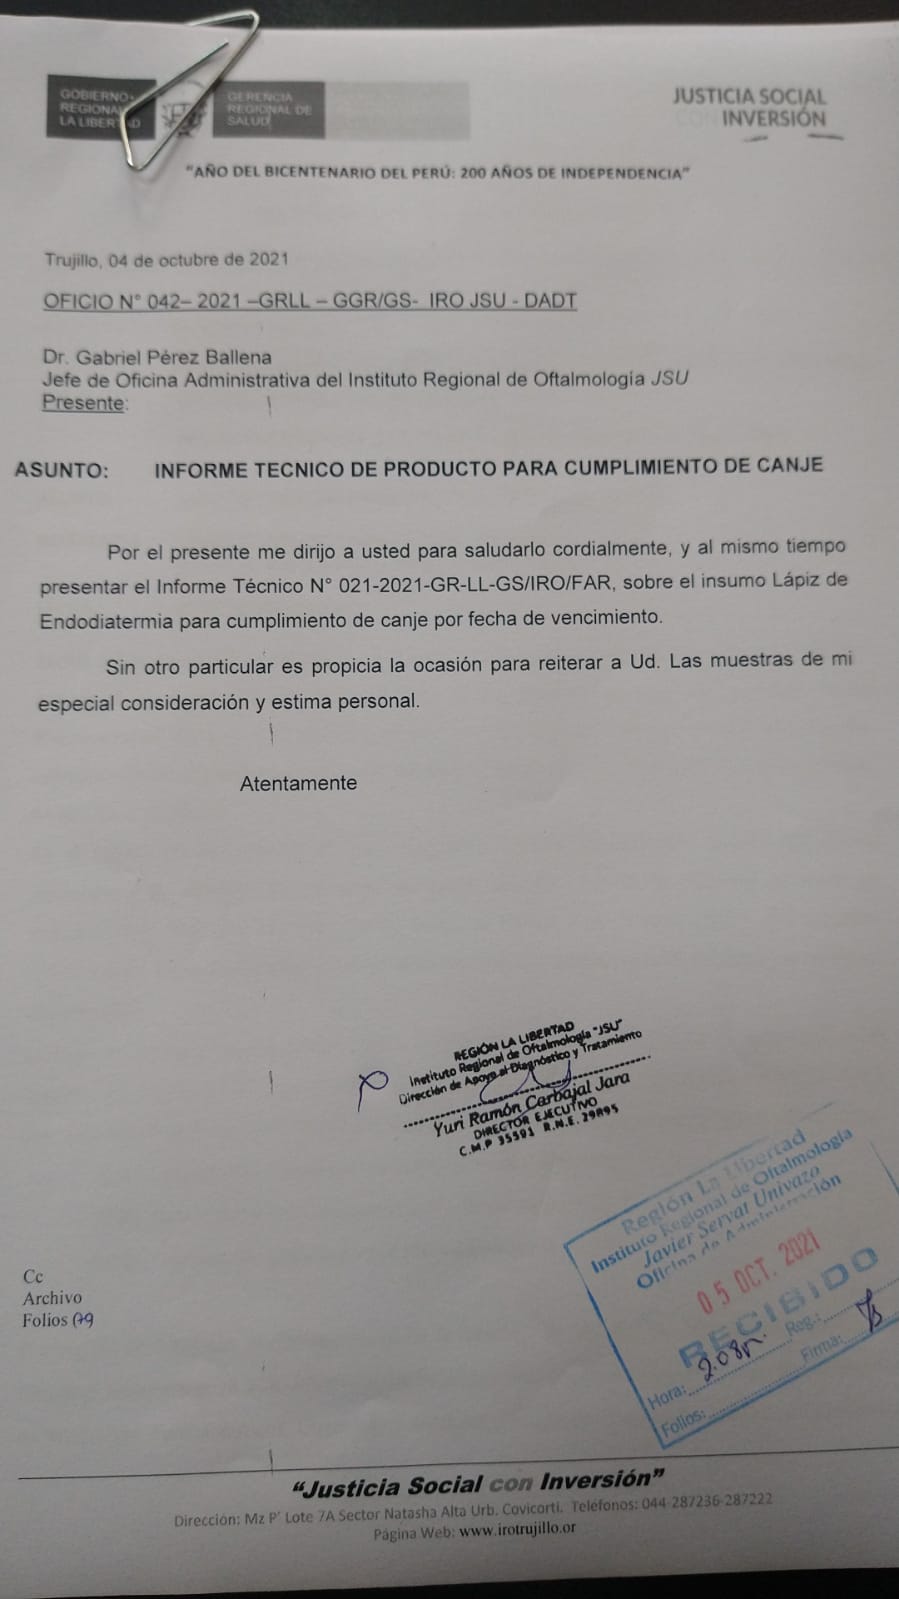 GOBIERNO
REGIONAL
LA LIBERTAD
GERENCIA
REGIONAL DE
SALUD
JUSTICIA SOCIAL
CON INVERSIÓN
“AÑO DEL BICENTENARIO DEL PERÚ: 200 AÑOS DE INDEPENDENCIA”
Trujillo, 04 de octubre de 2021
OFICIO N° 042– 2021 –GRLL – GGR/GS- IRO JSU - DADT
Dr. Gabriel Pérez Ballena
Jefe de Oficina Administrativa del Instituto Regional de Oftalmología JSU
Presente:
ASUNTO: INFORME TECNICO DE PRODUCTO PARA CUMPLIMIENTO DE CANJE
Por el presente me dirijo a usted para saludarlo cordialmente, y al mismo tiempo
presentar el Informe Técnico N° 021-2021-GR-LL-GS/IRO/FAR, sobre el insumo Lápiz de
Endodiatermia para cumplimiento de canje por fecha de vencimiento.
Sin otro particular es propicia la ocasión para reiterar a Ud. Las muestras de mi
especial consideración y estima personal.
Atentamente
REGIÓN LA LIBERTAD
Instituto Regional de Oftalmología "JSU"
Dirección de Apoyo al Diagnóstico y Tratamiento
Yuri Ramón Carbajal Jara
DIRECTOR EJECUTIVO
C.M.P 35591 R.N.E. 29895
Región La Libertad
Instituto Regional de Oftalmología
Javier Servat Univazo
Oficina de Administración
05 OCT. 2021
RECIBIDO
Hora: Reg.:
Folios: Firma:
Cc
Archivo
Folios
“Justicia Social con Inversión”
Dirección: Mz P' Lote 7A Sector Natasha Alta Urb. Covicorti. Teléfonos: 044-287236-287222
Página Web: www.irotrujillo.or